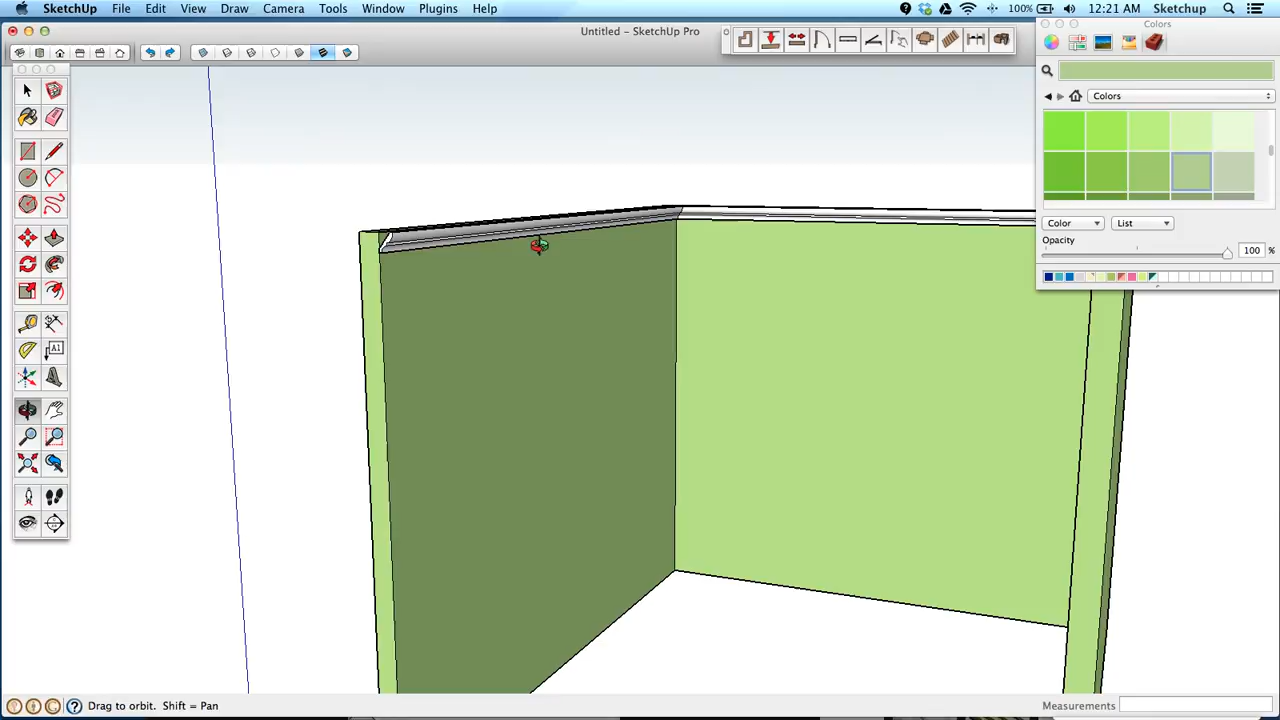 SketchUp File Edit View Draw Camera Tools Window Plugins Help 100% 12:21 AM Sketchup
Untitled - SketchUp Pro
Colors
Colors
Color List
Opacity
100 %
A1
Drag to orbit. Shift = Pan
Measurements